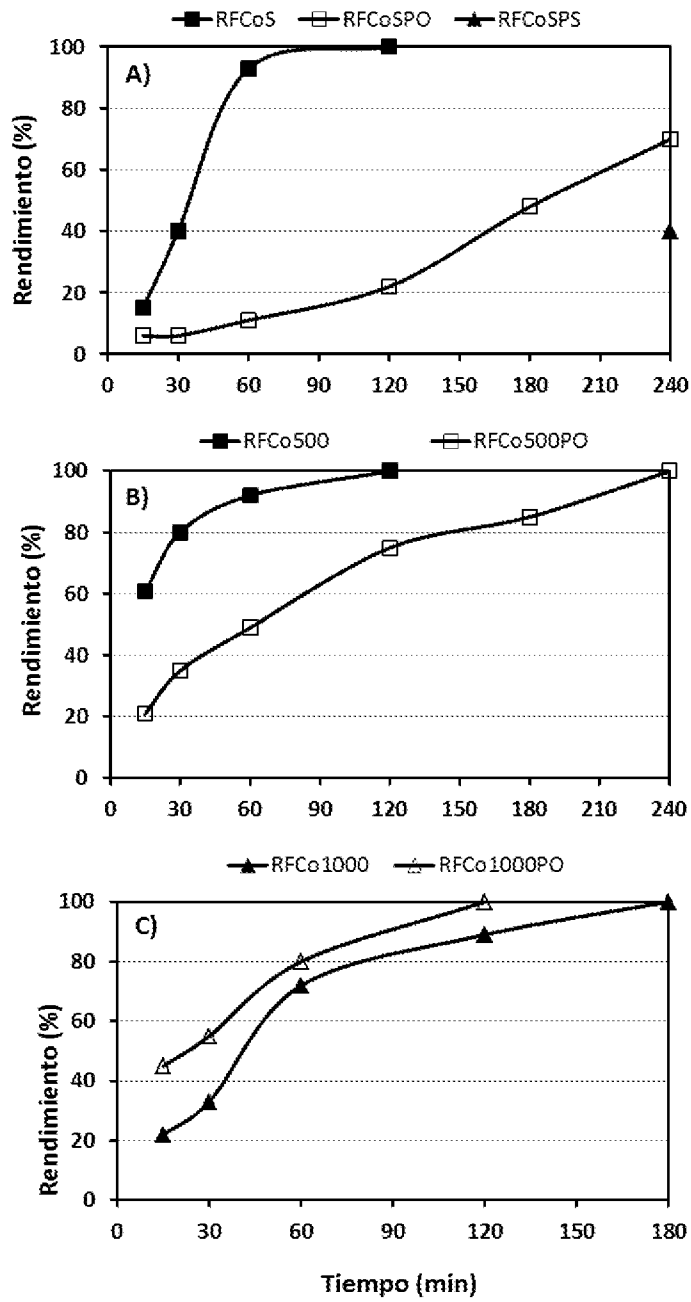 RFCoS RFCoSPO RFCoSPS
A)
Rendimiento (%)
100
80
60
40
20
0
0 30 60 90 120 150 180 210 240
RFCo500 RFCo500PO
B)
Rendimiento (%)
100
80
60
40
20
0
0 30 60 90 120 150 180 210 240
RFCo1000 RFCo1000PO
C)
Rendimiento (%)
100
80
60
40
20
0
0 30 60 90 120 150 180
Tiempo (min)